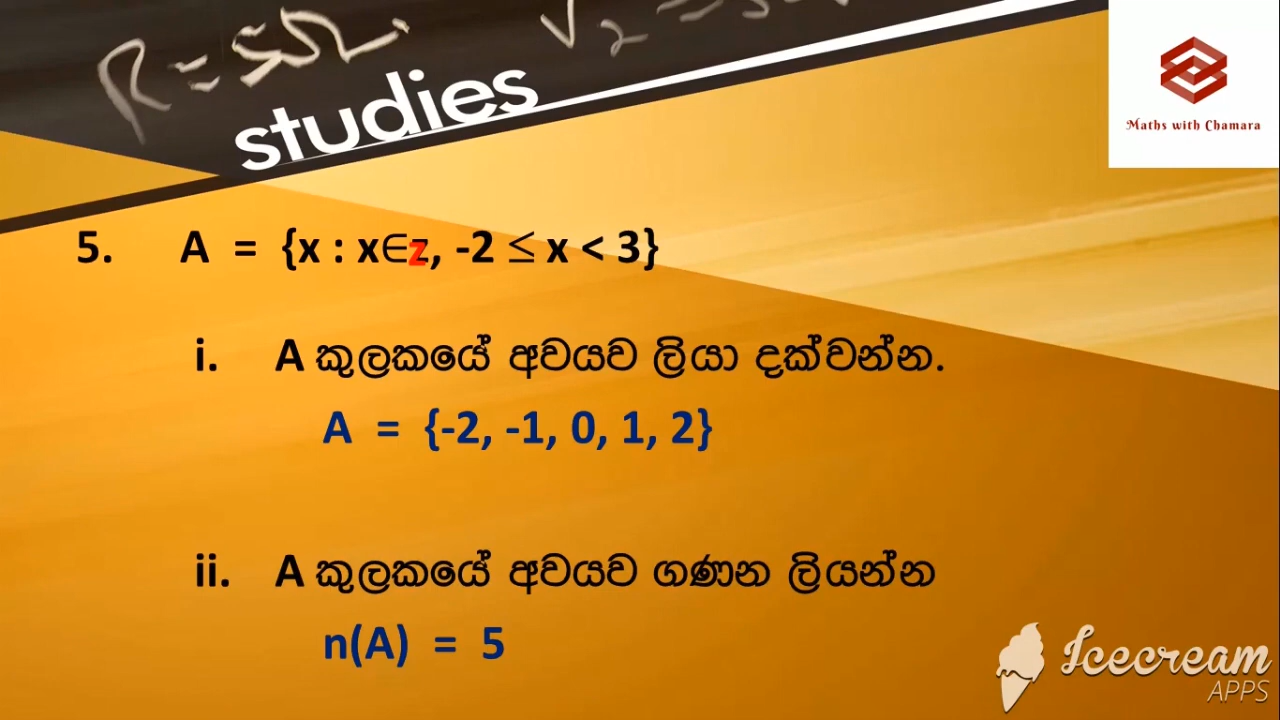 R = 5Ω
studies
Maths with Chamara
5. A = {x : x∈z, -2 ≤ x < 3}
i. A කුලකයේ අවයව ලියා දක්වන්න.
A = {-2, -1, 0, 1, 2}
ii. A කුලකයේ අවයව ගණන ලියන්න
n(A) = 5
Icecream
APPS